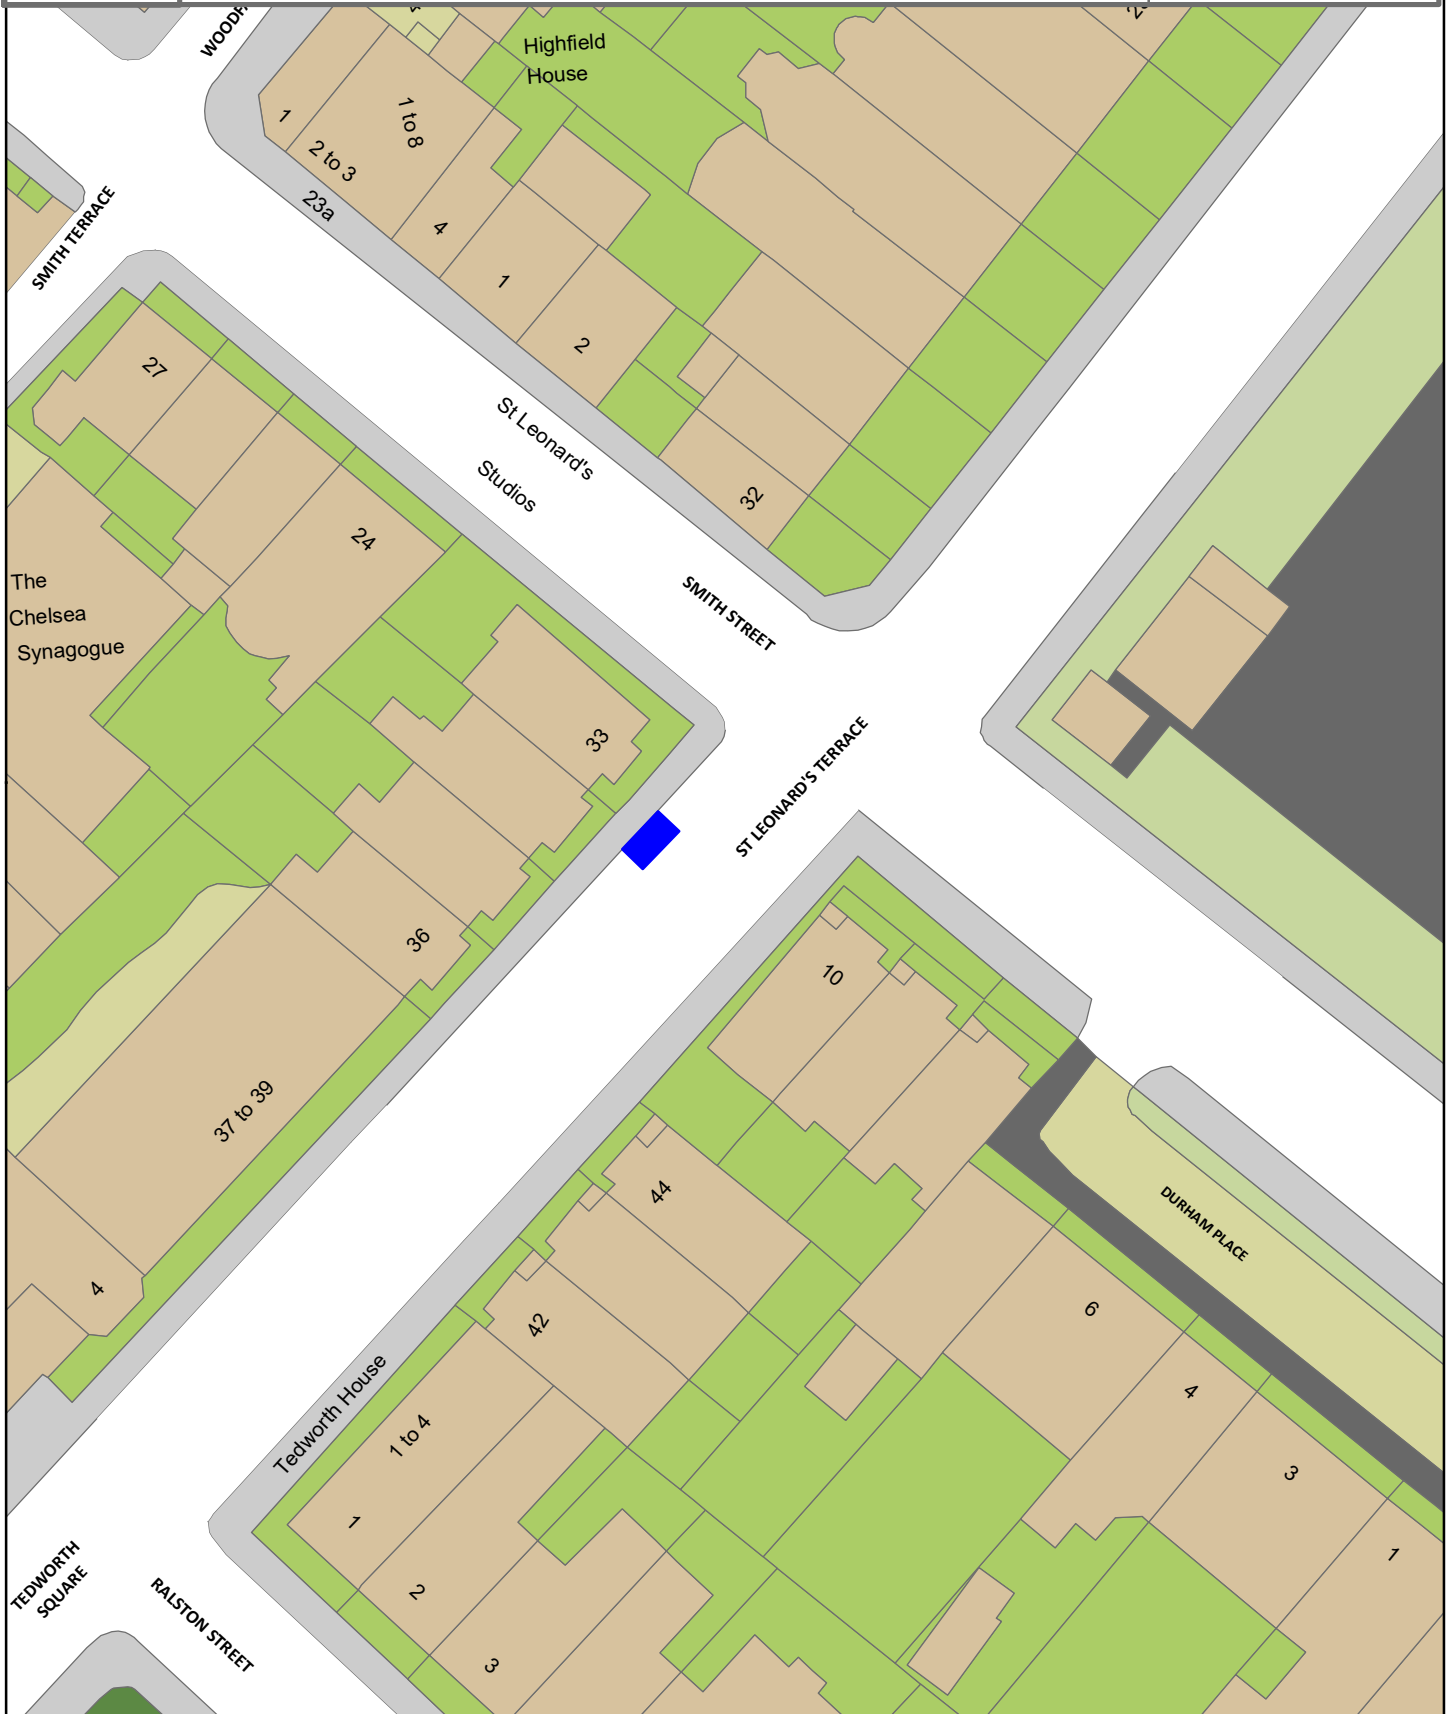 Highfield
House
1
1 to 8
2 to 3
23a
4
1
2
SMITH TERRACE
27
St Leonard's
Studios
32
24
The
Chelsea
Synagogue
SMITH STREET
33
ST LEONARD'S TERRACE
36
10
37 to 39
44
DURHAM PLACE
4
42
6
Tedworth House
1 to 4
4
3
1
1
2
TEDWORTH
SQUARE
RALSTON STREET
3